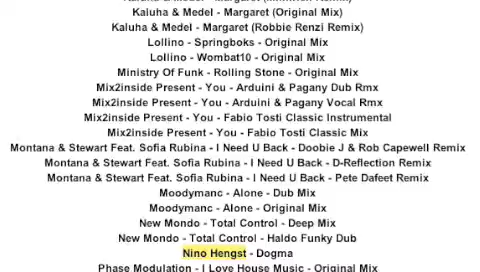 Kaluha & Medel - Margaret (Original Mix)
Kaluha & Medel - Margaret (Robbie Renzi Remix)
Lollino - Springboks - Original Mix
Lollino - Wombat10 - Original Mix
Ministry Of Funk - Rolling Stone - Original Mix
Mix2inside Present - You - Arduini & Pagany Dub Rmx
Mix2inside Present - You - Arduini & Pagany Vocal Rmx
Mix2inside Present - You - Fabio Tosti Classic Instrumental
Mix2inside Present - You - Fabio Tosti Classic Mix
Montana & Stewart Feat. Sofia Rubina - I Need U Back - Doobie J & Rob Capewell Remix
Montana & Stewart Feat. Sofia Rubina - I Need U Back - D-Reflection Remix
Montana & Stewart Feat. Sofia Rubina - I Need U Back - Pete Dafeet Remix
Moodymanc - Alone - Dub Mix
Moodymanc - Alone - Original Mix
New Mondo - Total Control - Deep Mix
New Mondo - Total Control - Haldo Funky Dub
Nino Hengst - Dogma
Phase Modulation - I Love House Music - Original Mix